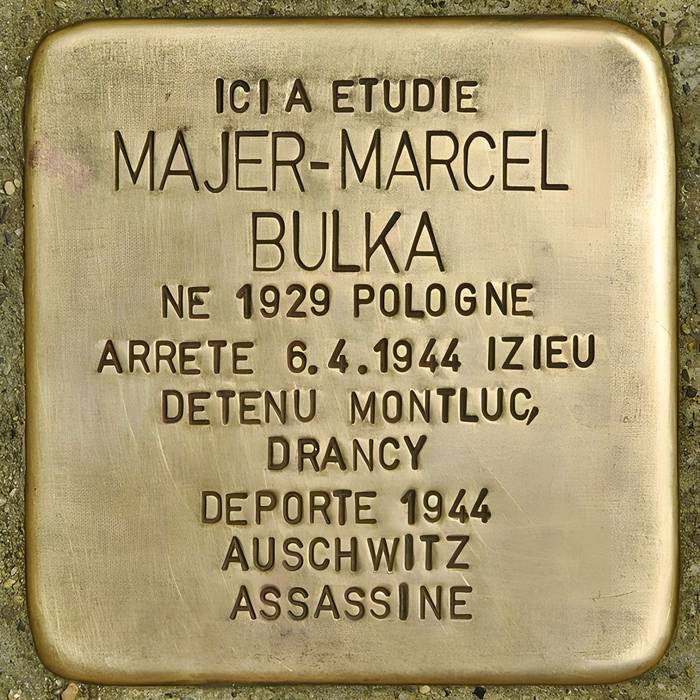 ICI A ETUDIE
MAJER-MARCEL
BULKA
NE 1929 POLOGNE
ARRETE 6.4.1944 IZIEU
DETENU MONTLUC,
DRANCY
DEPORTE 1944
AUSCHWITZ
ASSASSINE